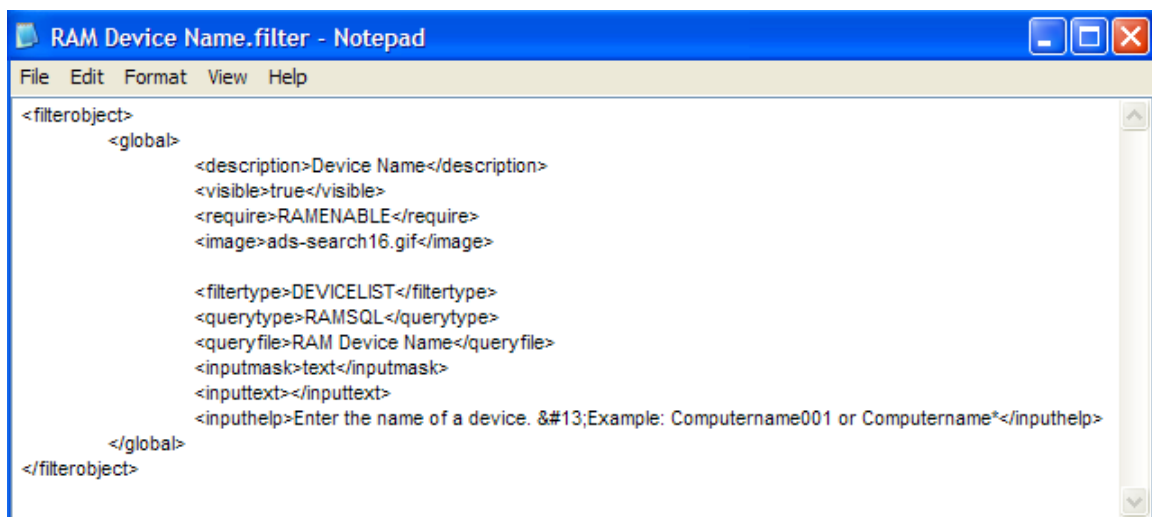 RAM Device Name.filter - Notepad
File Edit Format View Help
<filterobject>
<global>
<description>Device Name</description>
<visible>true</visible>
<require>RAMENABLE</require>
<image>ads-search16.gif</image>
<filtertype>DEVICELIST</filtertype>
<querytype>RAMSQL</querytype>
<queryfile>RAM Device Name</queryfile>
<inputmask>text</inputmask>
<inputtext></inputtext>
<inputhelp>Enter the name of a device. &#13;Example: Computername001 or Computername*</inputhelp>
</global>
</filterobject>